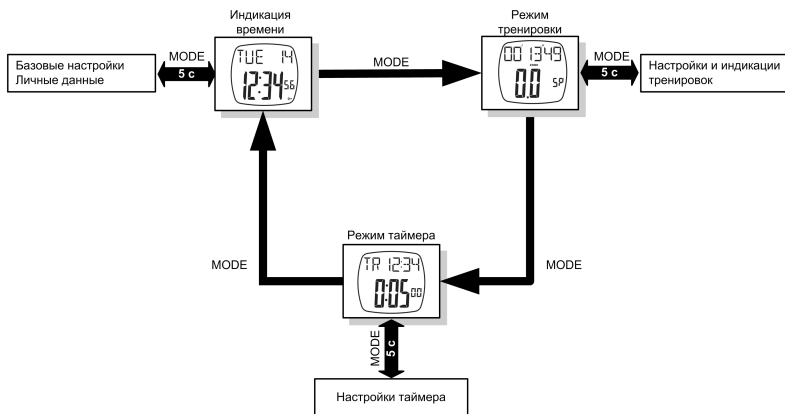 Индикация
времени
Режим
тренировки
TUE 14
12:34 56
00 13'49
0.0 SP
MODE
5 с
Базовые настройки
Личные данные
MODE
MODE
5 с
Настройки и индикации
тренировок
Режим таймера
TR 12:34
0:05 00
MODE
MODE
MODE
5 с
Настройки таймера